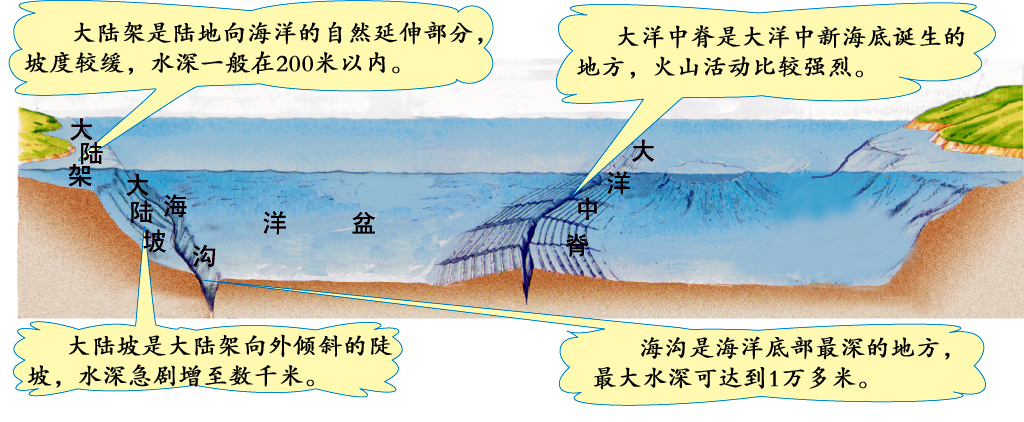 大陆架是陆地向海洋的自然延伸部分，
坡度较缓，水深一般在200米以内。
大洋中脊是大洋中新海底诞生的
地方，火山活动比较强烈。
大陆架
大陆坡
海沟
洋盆
大洋中脊
大陆坡是大陆架向外倾斜的陡
坡，水深急剧增至数千米。
海沟是海洋底部最深的地方，
最大水深可达到1万多米。